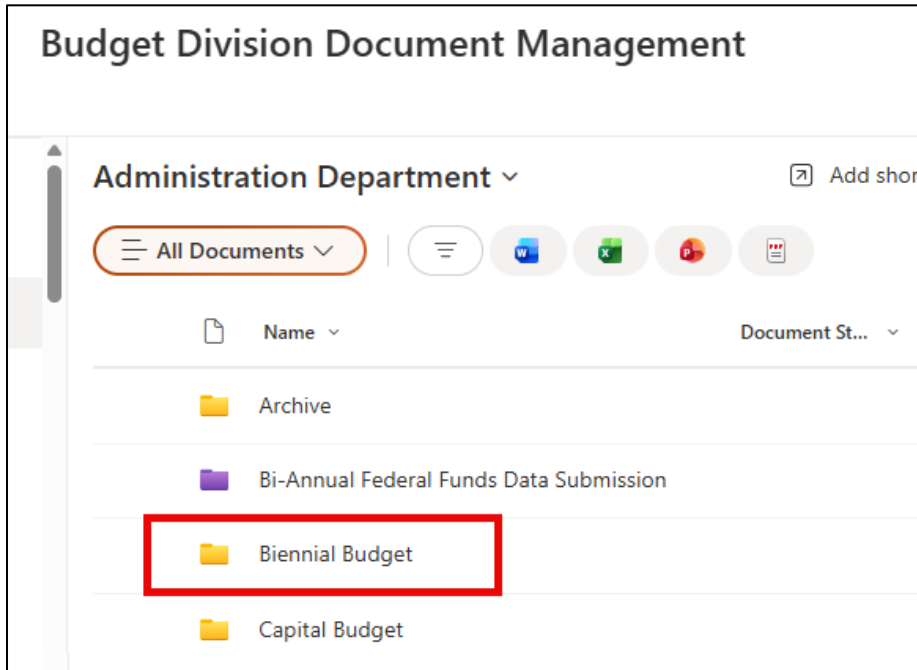 Budget Division Document Management
Administration Department
Add shor
All Documents
Name
Document St...
Archive
Bi-Annual Federal Funds Data Submission
Biennial Budget
Capital Budget